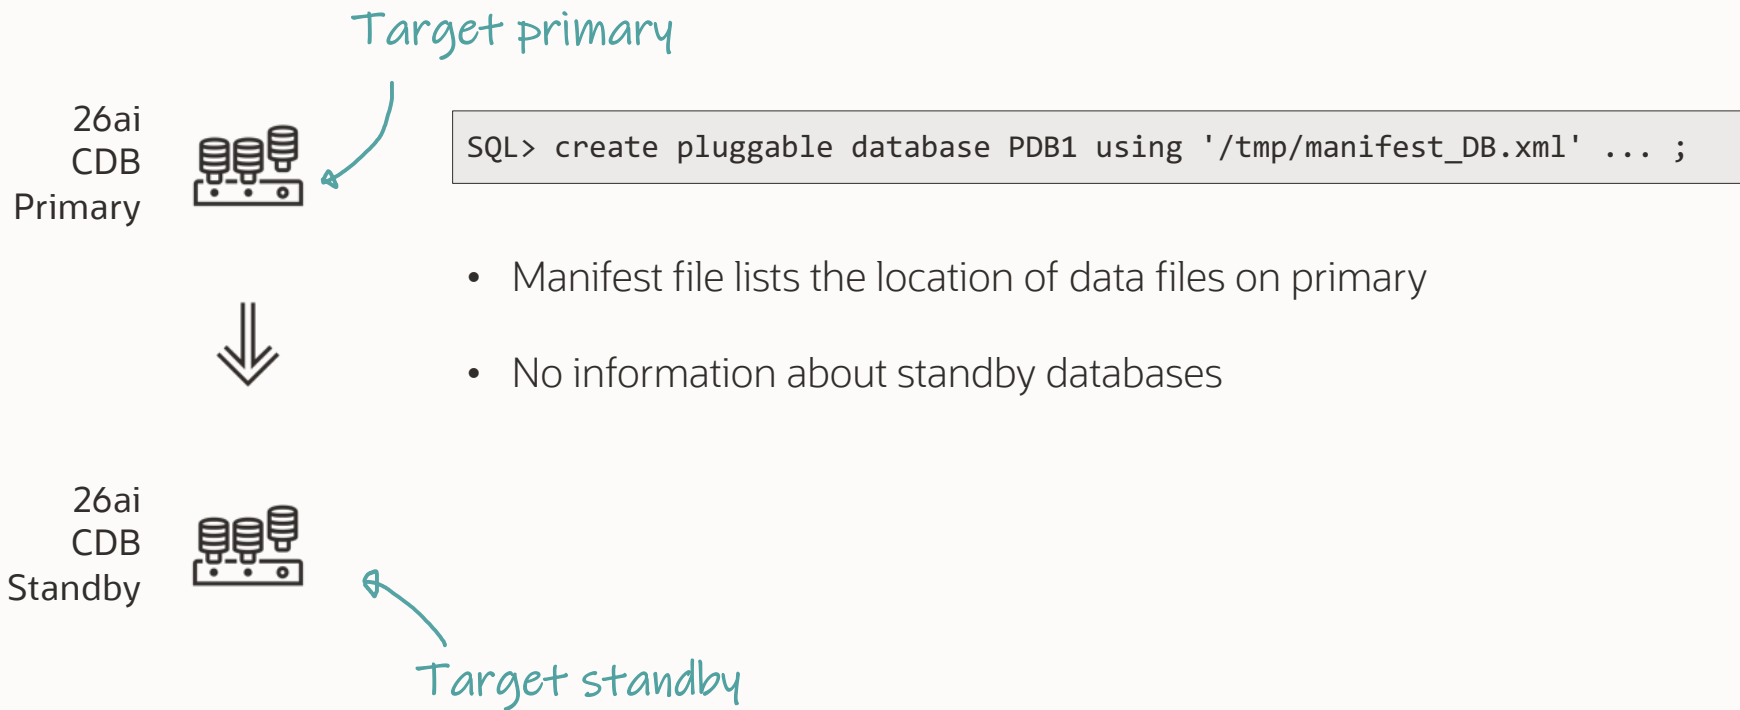 Target primary
26ai
CDB
Primary
SQL> create pluggable database PDB1 using '/tmp/manifest_DB.xml' ... ;
• Manifest file lists the location of data files on primary
• No information about standby databases
26ai
CDB
Standby
Target standby